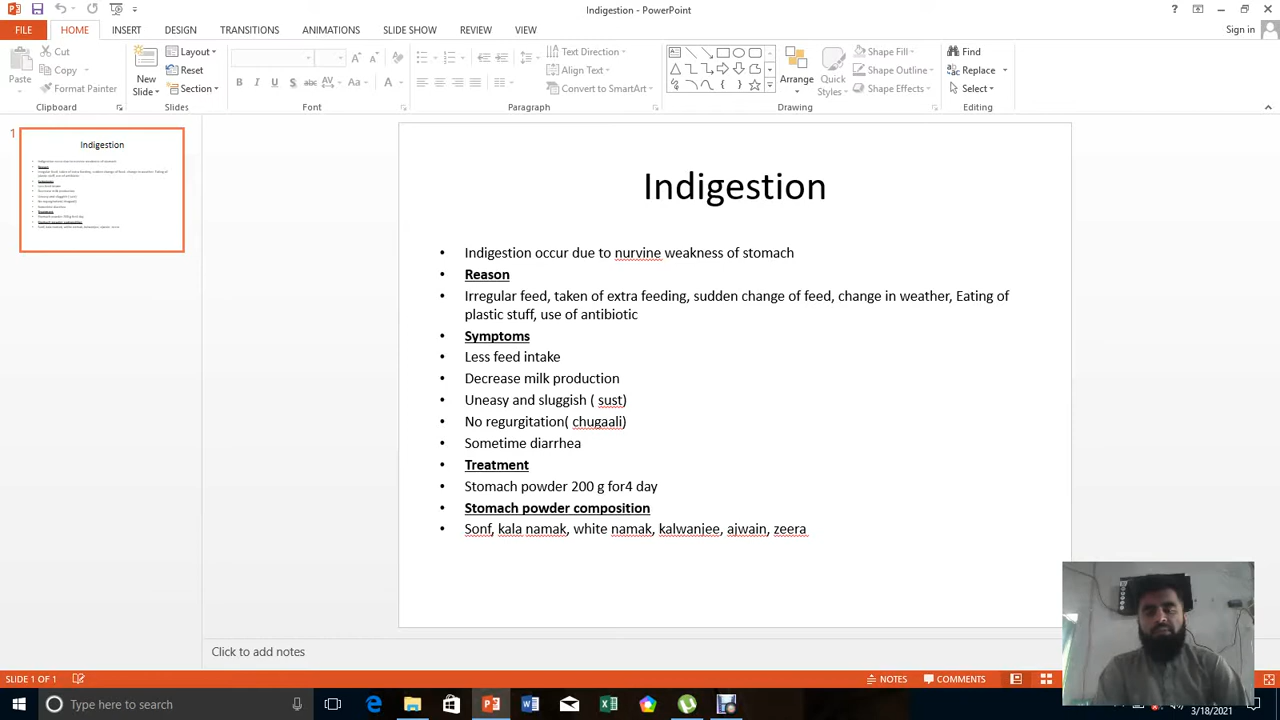 Indigestion - PowerPoint
?
FILE HOME INSERT DESIGN TRANSITIONS ANIMATIONS SLIDE SHOW REVIEW VIEW Sign in
Paste
Cut
Copy
Format Painter
Clipboard
New
Slide
Layout
Reset
Section
Slides
B I U S abc AV Aa A
Font
Text Direction
Align Text
Convert to SmartArt
Paragraph
Arrange
Quick
Styles
Shape Fill
Shape Outline
Shape Effects
Drawing
Find
Replace
Select
Editing
1
Indigestion
Indigestion
• Indigestion occur due to nurvine weakness of stomach
• Reason
• Irregular feed, taken of extra feeding, sudden change of feed, change in weather, Eating of
plastic stuff, use of antibiotic
• Symptoms
• Less feed intake
• Decrease milk production
• Uneasy and sluggish ( sust)
• No regurgitation( chugaali)
• Sometime diarrhea
• Treatment
• Stomach powder 200 g for4 day
• Stomach powder composition
• Sonf, kala namak, white namak, kalwanjee, ajwain, zeera
Click to add notes
SLIDE 1 OF 1
NOTES
COMMENTS
Type here to search
3/18/2021